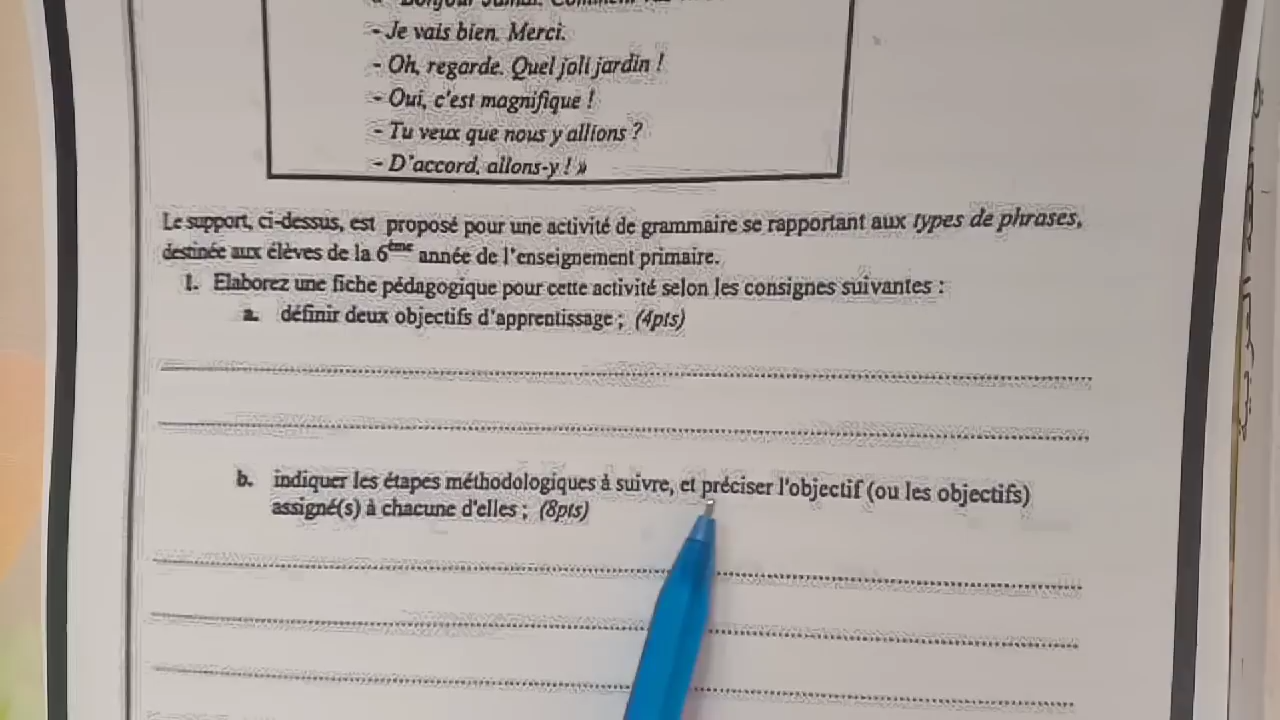 - Je vais bien. Merci.
- Oh, regarde. Quel joli jardin !
- Oui, c'est magnifique !
- Tu veux que nous y allions ?
- D'accord, allons-y ! »
Le support, ci-dessus, est proposé pour une activité de grammaire se rapportant aux types de phrases,
destinée aux élèves de la 6ème année de l'enseignement primaire.
1. Elaborez une fiche pédagogique pour cette activité selon les consignes suivantes :
a. définir deux objectifs d'apprentissage ; (4pts)
b. indiquer les étapes méthodologiques à suivre, et préciser l'objectif (ou les objectifs)
assigné(s) à chacune d'elles ; (8pts)